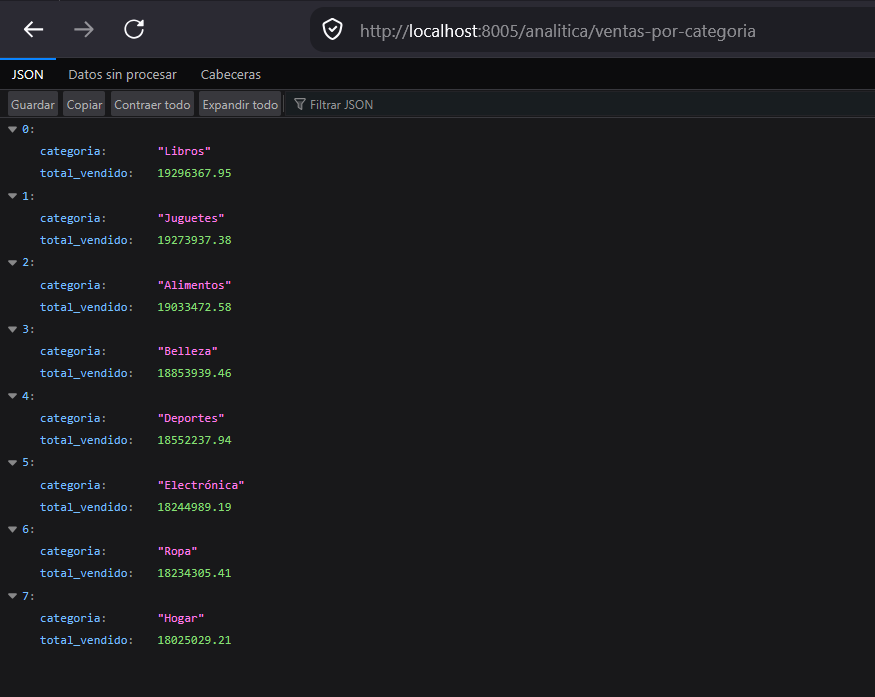 http://localhost:8005/analitica/ventas-por-categoria
JSON Datos sin procesar Cabeceras
Guardar Copiar Contraer todo Expandir todo Filtrar JSON
0:
categoria: "Libros"
total_vendido: 19296367.95
1:
categoria: "Juguetes"
total_vendido: 19273937.38
2:
categoria: "Alimentos"
total_vendido: 19033472.58
3:
categoria: "Belleza"
total_vendido: 18853939.46
4:
categoria: "Deportes"
total_vendido: 18552237.94
5:
categoria: "Electrónica"
total_vendido: 18244989.19
6:
categoria: "Ropa"
total_vendido: 18234305.41
7:
categoria: "Hogar"
total_vendido: 18025029.21